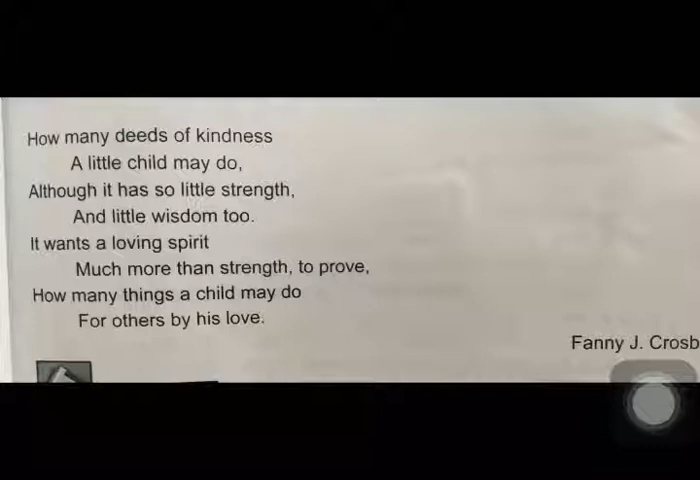 How many deeds of kindness
A little child may do,
Although it has so little strength,
And little wisdom too.
It wants a loving spirit
Much more than strength, to prove,
How many things a child may do
For others by his love.
Fanny J. Crosb